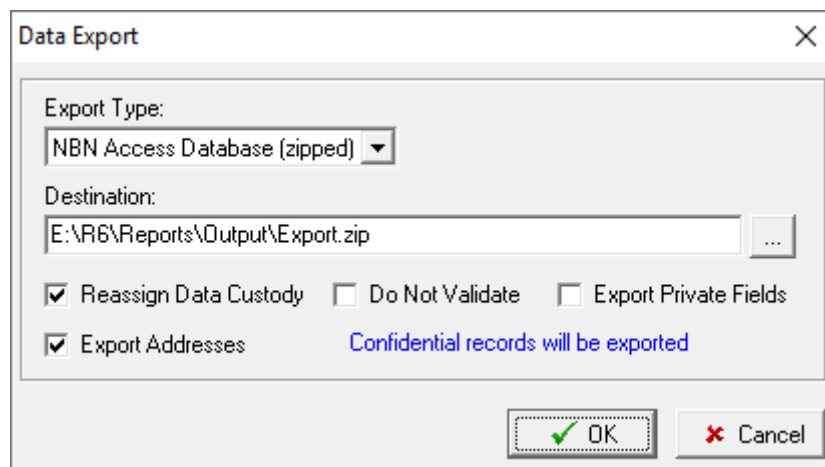 Data Export
Export Type:
NBN Access Database (zipped)
Destination:
E:\R6\Reports\Output\Export.zip
...
Reassign Data Custody Do Not Validate Export Private Fields
Export Addresses Confidential records will be exported
OK Cancel